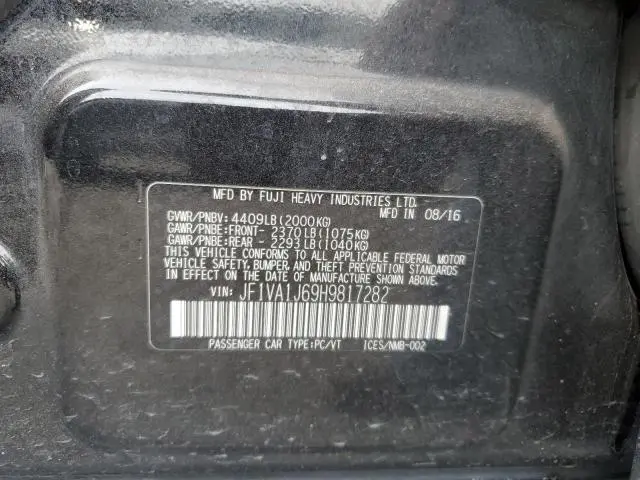 MFD BY FUJI HEAVY INDUSTRIES LTD.
MFD IN 08/16
GVWR/PNBV: 4409LB(2000KG)
GAWR/PNBE:FRONT- 2370LB(1075KG)
GAWR/PNBE:REAR - 2293LB(1040KG)
THIS VEHICLE CONFORMS TO ALL APPLICABLE FEDERAL MOTOR
VEHICLE SAFETY, BUMPER, AND THEFT PREVENTION STANDARDS
IN EFFECT ON THE DATE OF MANUFACTURE SHOWN ABOVE.
VIN: JF1VA1J69H9817282
PASSENGER CAR TYPE:PC/VT ICES/NMB-002